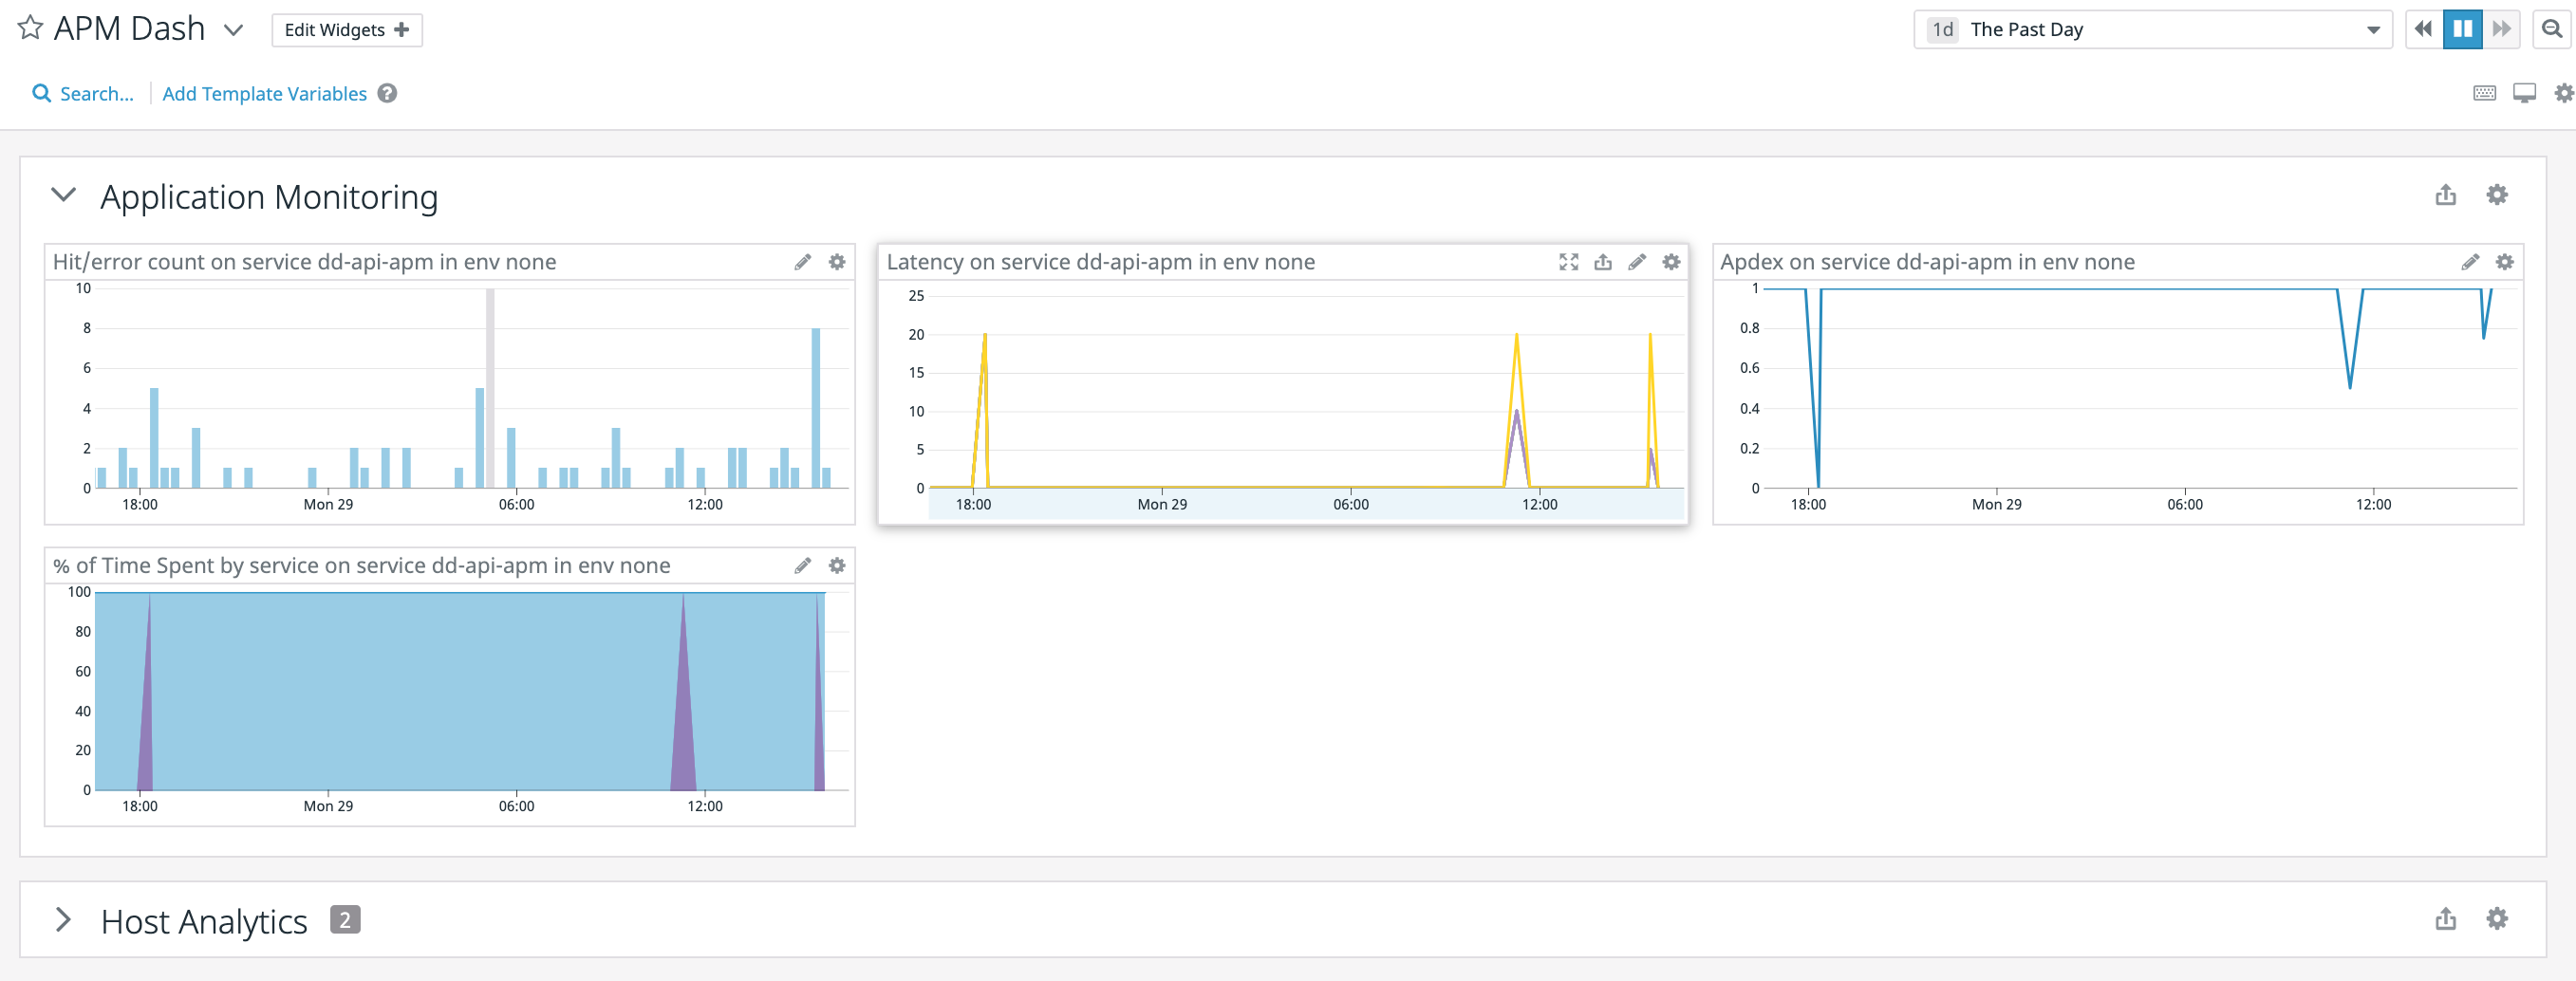 APM Dash Edit Widgets + 1d The Past Day
Search... Add Template Variables ?
Application Monitoring
Hit/error count on service dd-api-apm in env none
10
8
6
4
2
0
18:00 Mon 29 06:00 12:00
Latency on service dd-api-apm in env none
25
20
15
10
5
0
18:00 Mon 29 06:00 12:00
Apdex on service dd-api-apm in env none
1
0.8
0.6
0.4
0.2
0
18:00 Mon 29 06:00 12:00
% of Time Spent by service on service dd-api-apm in env none
100
80
60
40
20
0
18:00 Mon 29 06:00 12:00
Host Analytics 2